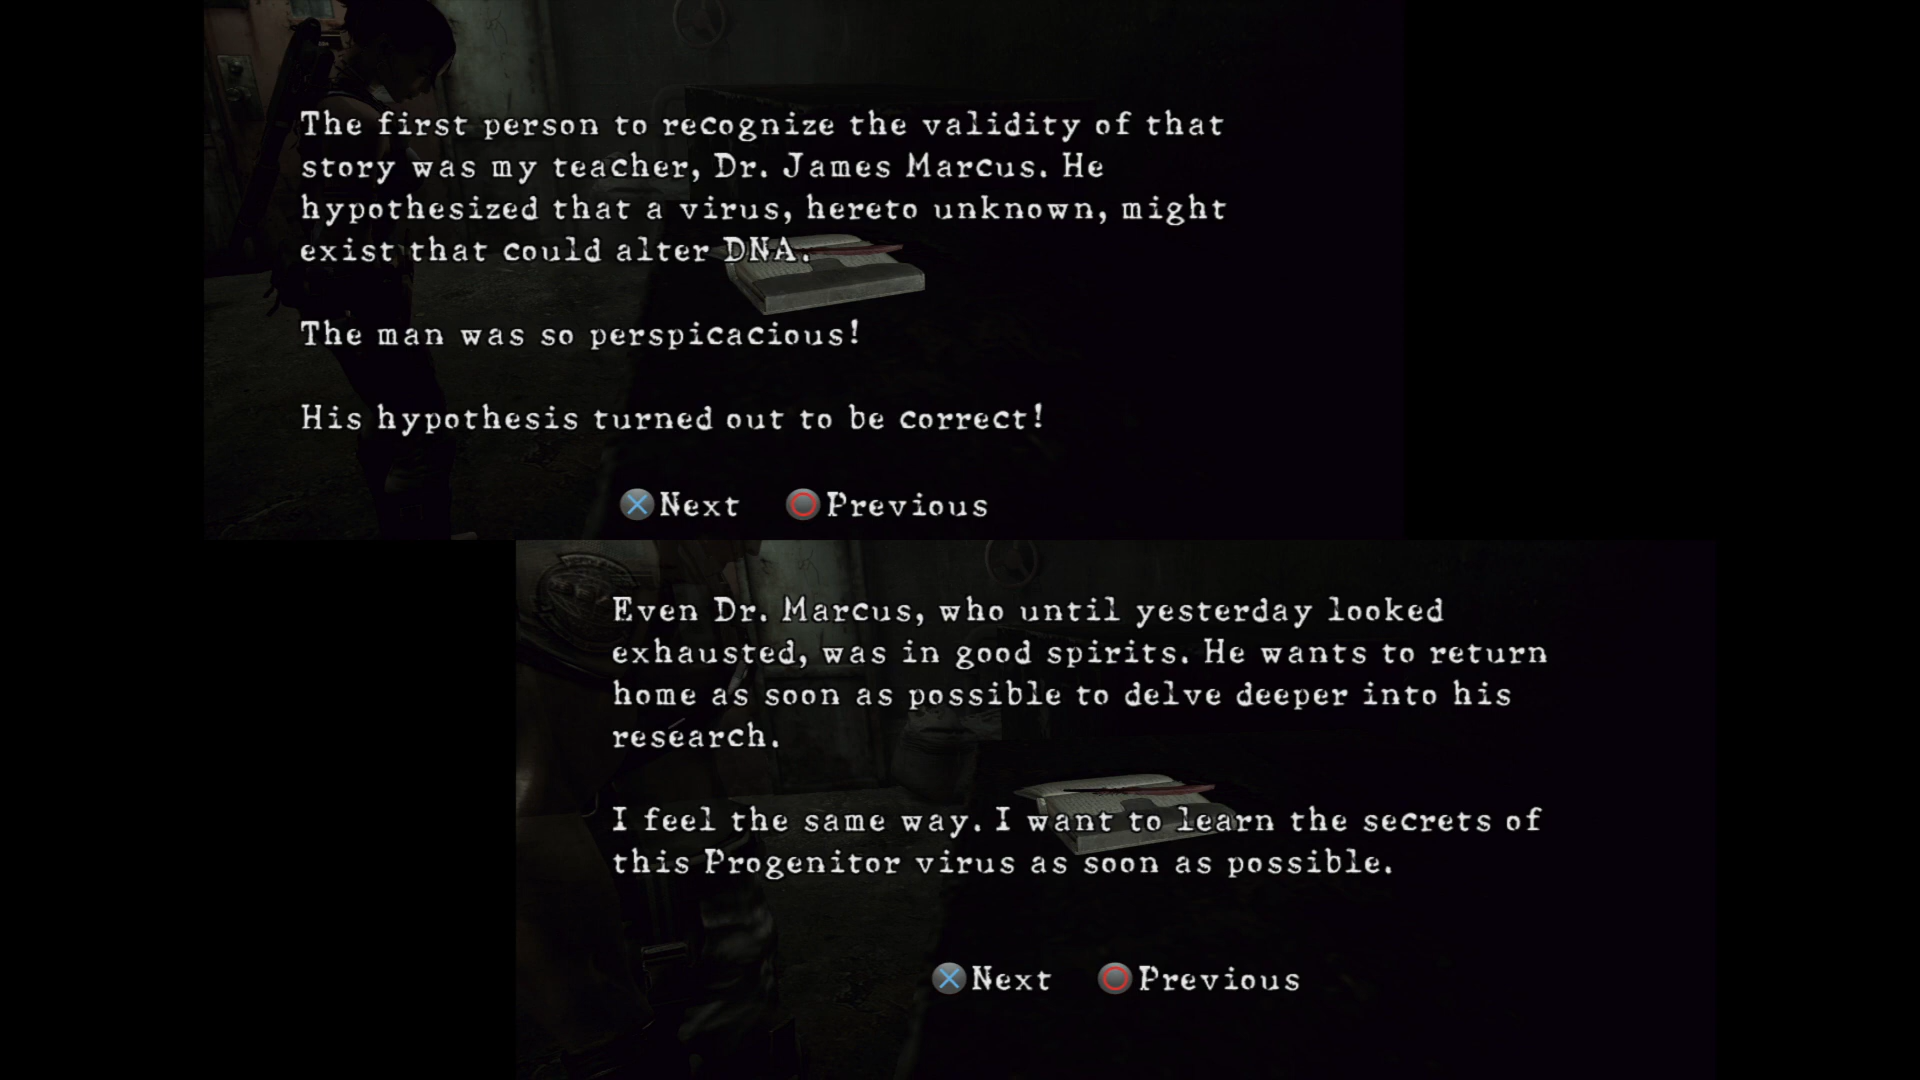 The first person to recognize the validity of that
story was my teacher, Dr. James Marcus. He
hypothesized that a virus, hereto unknown, might
exist that could alter DNA.
The man was so perspicacious!
His hypothesis turned out to be correct!
Next Previous
Even Dr. Marcus, who until yesterday looked
exhausted, was in good spirits. He wants to return
home as soon as possible to delve deeper into his
research.
I feel the same way. I want to learn the secrets of
this Progenitor virus as soon as possible.
Next Previous